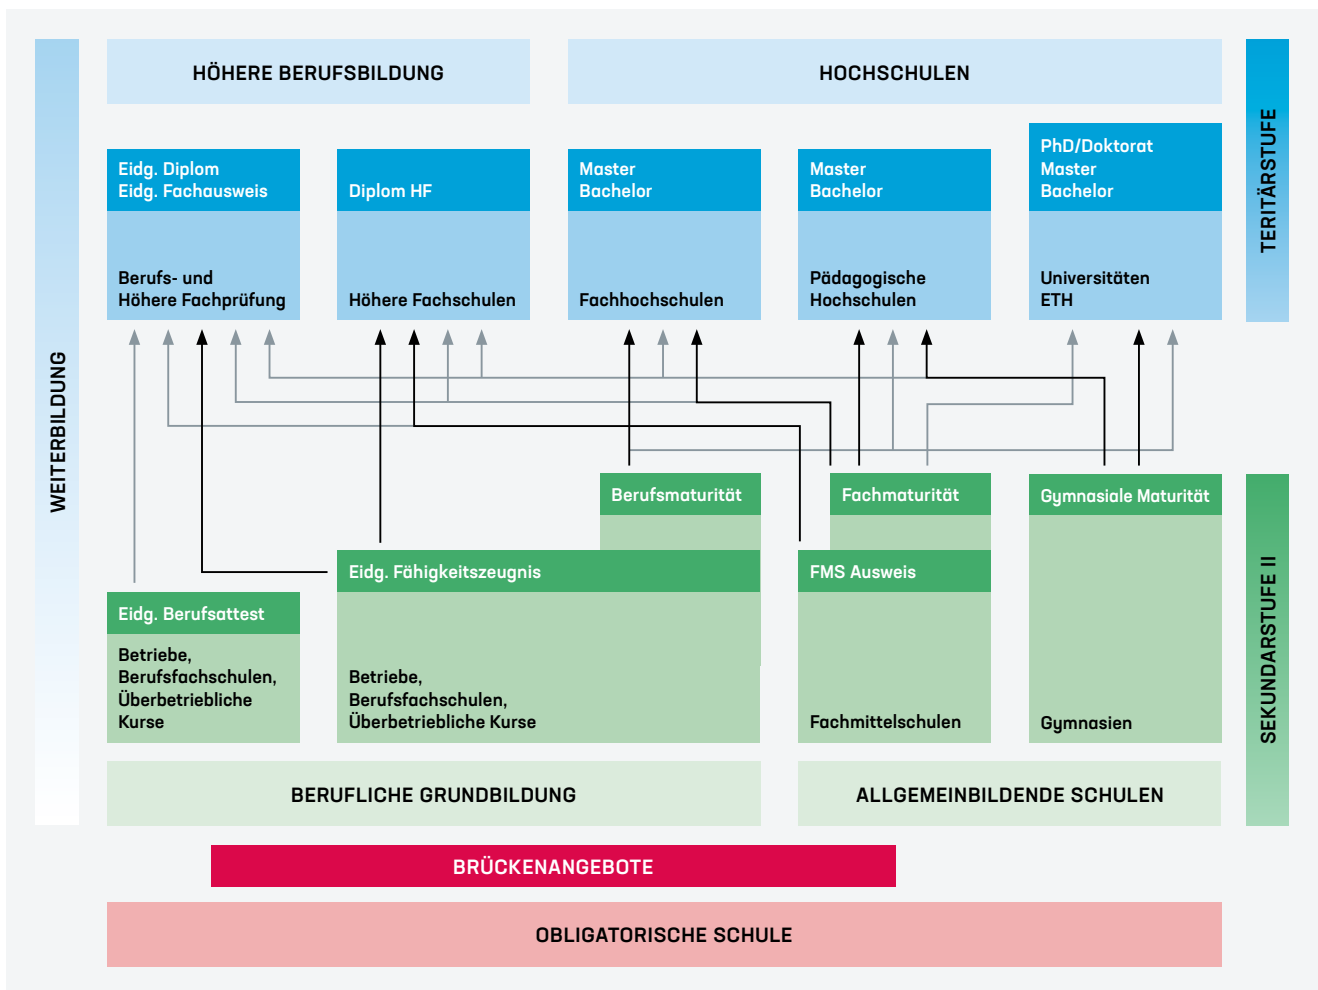 HÖHERE BERUFSBILDUNG
HOCHSCHULEN
WEITERBILDUNG
TERITÄRSTUFE
Eidg. Diplom
Eidg. Fachausweis
Berufs- und
Höhere Fachprüfung
Diplom HF
Höhere Fachschulen
Master
Bachelor
Fachhochschulen
Master
Bachelor
Pädagogische
Hochschulen
PhD/Doktorat
Master
Bachelor
Universitäten
ETH
Berufsmaturität
Fachmaturität
Gymnasiale Maturität
Eidg. Fähigkeitszeugnis
FMS Ausweis
Eidg. Berufsattest
Betriebe,
Berufsfachschulen,
Überbetriebliche
Kurse
Betriebe,
Berufsfachschulen,
Überbetriebliche Kurse
Fachmittelschulen
Gymnasien
SEKUNDARSTUFE II
BERUFLICHE GRUNDBILDUNG
ALLGEMEINBILDENDE SCHULEN
BRÜCKENANGEBOTE
OBLIGATORISCHE SCHULE